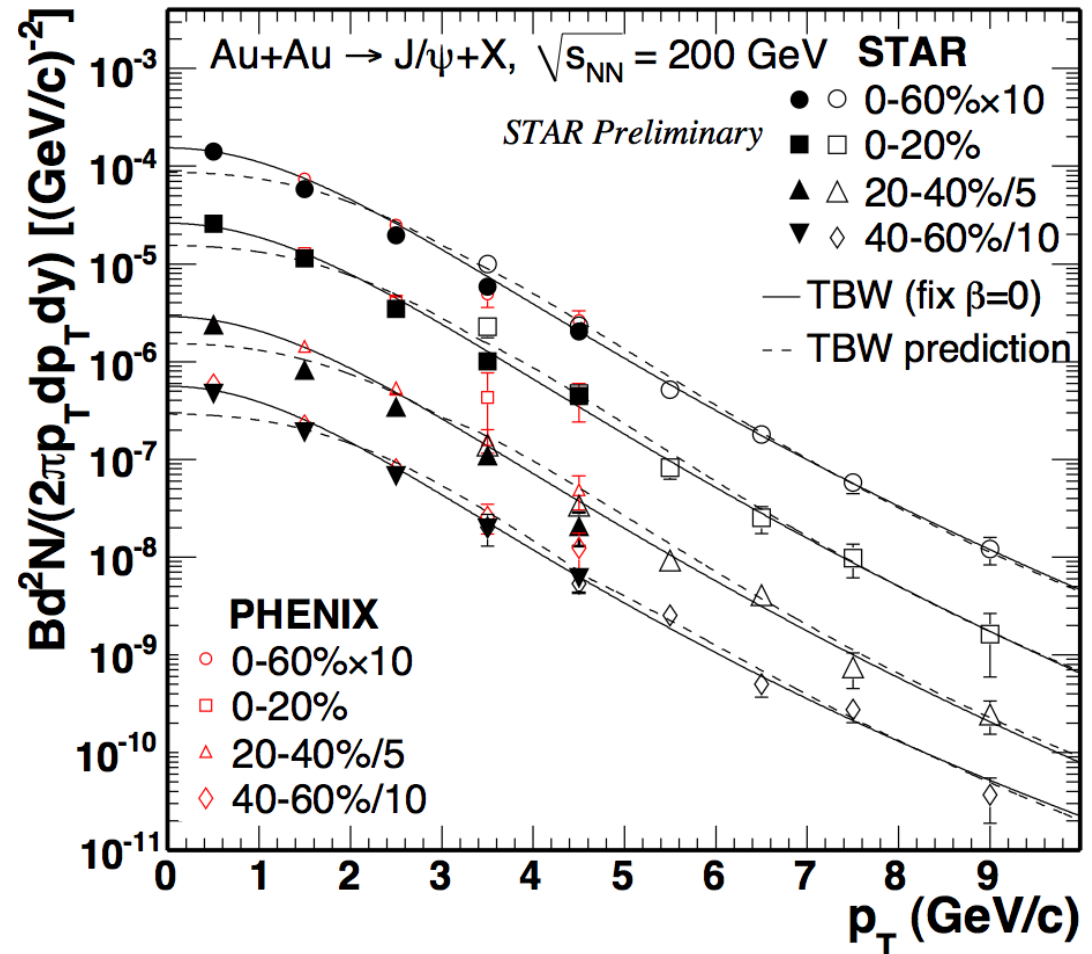 Au+Au → J/ψ+X, √s_NN = 200 GeV
STAR
0-60%×10
STAR Preliminary
0-20%
20-40%/5
40-60%/10
TBW (fix β=0)
TBW prediction
PHENIX
0-60%×10
0-20%
20-40%/5
40-60%/10
Bd²N/(2πp_Tdp_Tdy) [(GeV/c)⁻²]
10⁻³
10⁻⁴
10⁻⁵
10⁻⁶
10⁻⁷
10⁻⁸
10⁻⁹
10⁻¹⁰
10⁻¹¹
0 1 2 3 4 5 6 7 8 9
p_T (GeV/c)